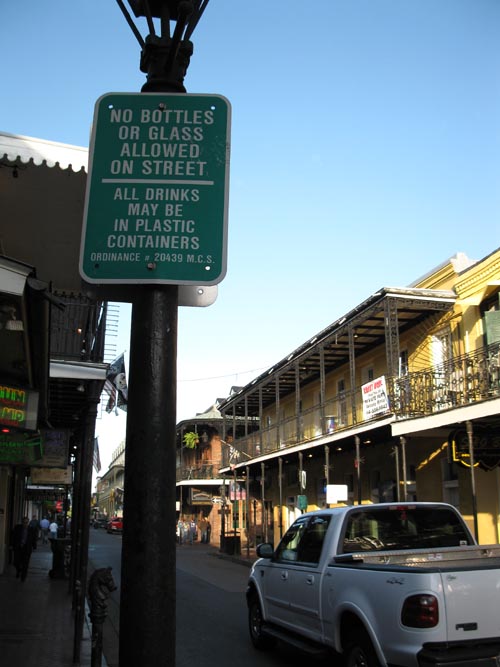 NO BOTTLES
OR GLASS
ALLOWED
ON STREET
ALL DRINKS
MAY BE
IN PLASTIC
CONTAINERS
ORDINANCE # 20439 M.C.S.